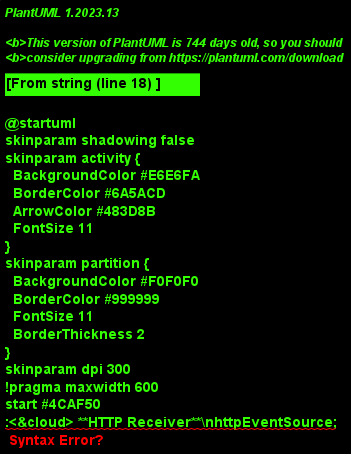 PlantUML 1.2023.13
<b>This version of PlantUML is 744 days old, so you should
<b>consider upgrading from https://plantuml.com/download
[From string (line 18) ]
@startuml
skinparam shadowing false
skinparam activity {
BackgroundColor #E6E6FA
BorderColor #6A5ACD
ArrowColor #483D8B
FontSize 11
}
skinparam partition {
BackgroundColor #F0F0F0
BorderColor #999999
FontSize 11
BorderThickness 2
}
skinparam dpi 300
!pragma maxwidth 600
start #4CAF50
:<&cloud> **HTTP Receiver**\nhttpEventSource;
Syntax Error?